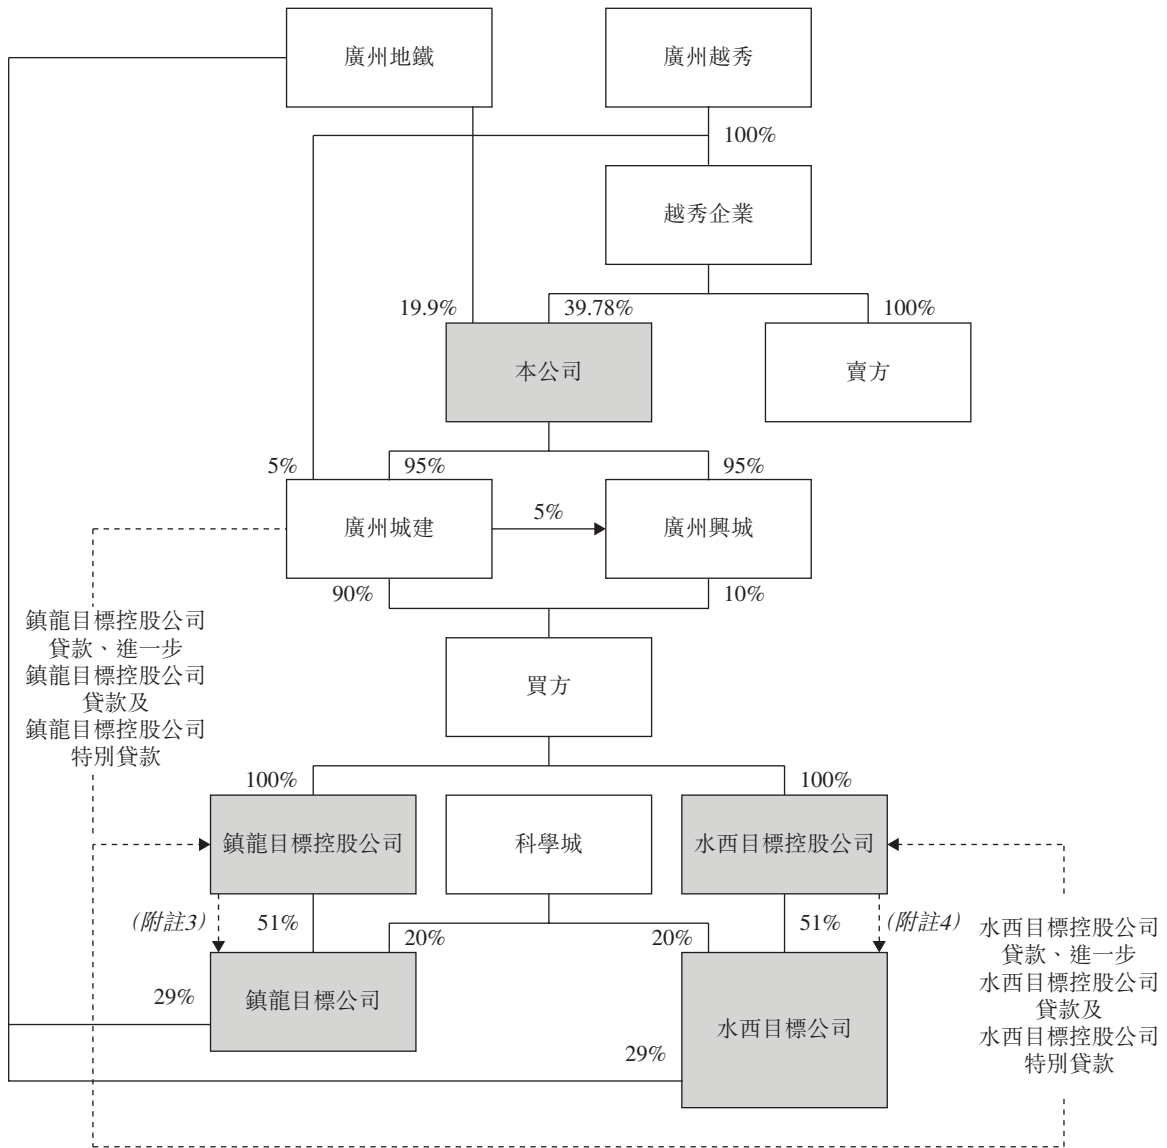 廣州地鐵
廣州越秀
100%
越秀企業
19.9%
39.78%
100%
本公司
賣方
5%
95%
95%
廣州城建
5%
廣州興城
90%
10%
鎮龍目標控股公司
貸款、進一步
鎮龍目標控股公司
貸款及
鎮龍目標控股公司
特別貸款
買方
100%
100%
鎮龍目標控股公司
科學城
水西目標控股公司
(附註3)
51%
20%
20%
51%
(附註4)
水西目標控股公司
貸款、進一步
水西目標控股公司
貸款及
水西目標控股公司
特別貸款
29%
鎮龍目標公司
水西目標公司
29%